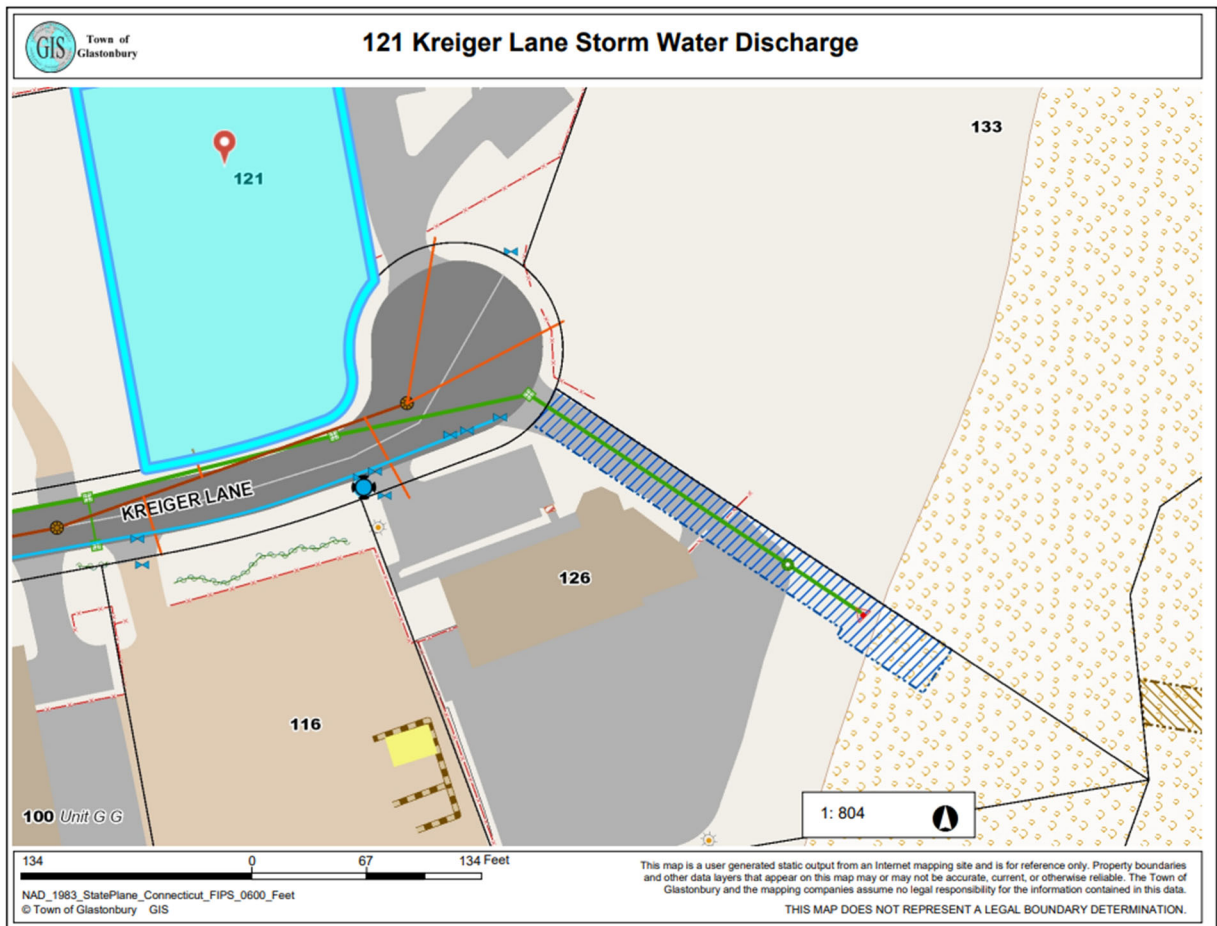 GIS
Town of
Glastonbury
121 Kreiger Lane Storm Water Discharge
133
121
KREIGER LANE
126
116
100 Unit G G
1: 804
134 0 67 134 Feet
NAD_1983_StatePlane_Connecticut_FIPS_0600_Feet
© Town of Glastonbury GIS
This map is a user generated static output from an Internet mapping site and is for reference only. Property boundaries
and other data layers that appear on this map may or may not be accurate, current, or otherwise reliable. The Town of
Glastonbury and the mapping companies assume no legal responsibility for the information contained in this data.
THIS MAP DOES NOT REPRESENT A LEGAL BOUNDARY DETERMINATION.